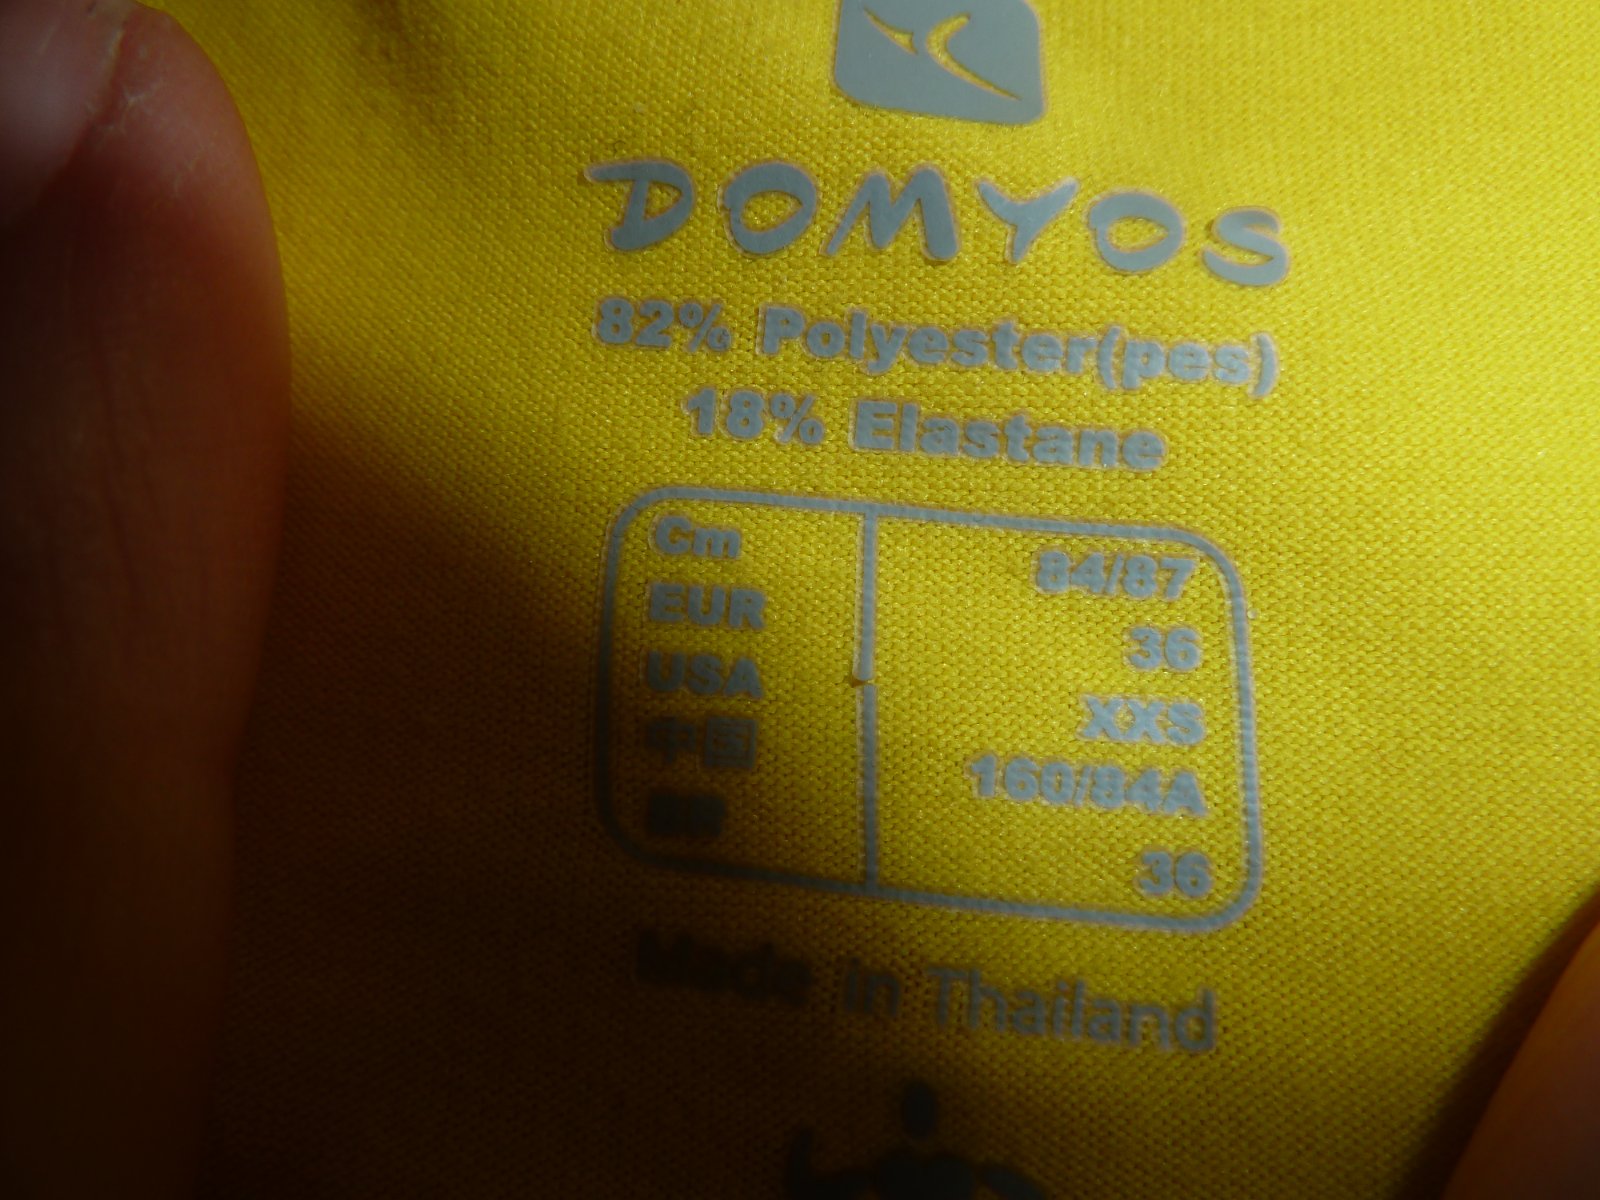 DOMYOS
82% Polyester(pes)
18% Elastane
Cm 84/87
EUR 36
USA XXS
中国 160/84A
BR 36
Made in Thailand